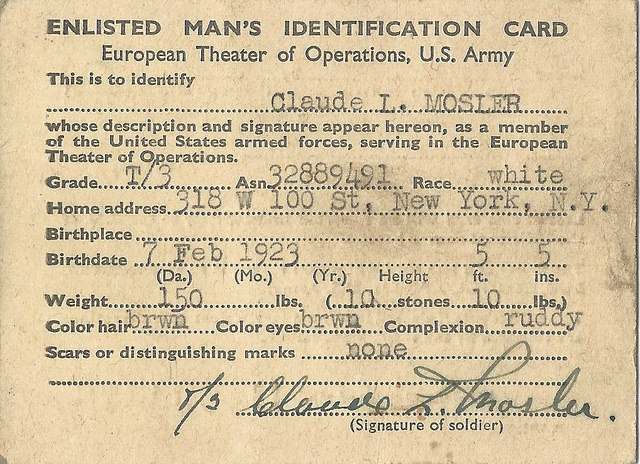 ENLISTED MAN'S IDENTIFICATION CARD
European Theater of Operations, U.S. Army
This is to identify
Claude L. MOSLER
whose description and signature appear hereon, as a member
of the United States armed forces, serving in the European
Theater of Operations.
Grade T/3 Asn 32889491 Race white
Home address 318 W 100 St, New York, N.Y.
Birthplace
Birthdate 7 Feb 1923 5 5
(Da.) (Mo.) (Yr.) Height ft. ins.
Weight 150 lbs. ( 10 stones 10 lbs.)
Color hair brwn Color eyes brwn Complexion ruddy
Scars or distinguishing marks none
T/3 Claude L. Mosler.
(Signature of soldier)